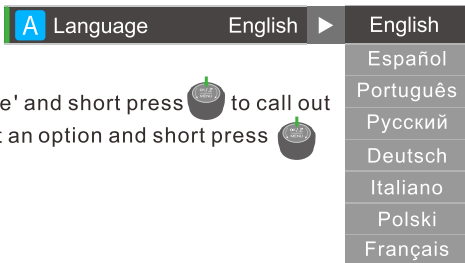 A Language English ▶ English
Español
e' and short press to call out
Português
Русский
t an option and short press
Deutsch
Italiano
Polski
Français